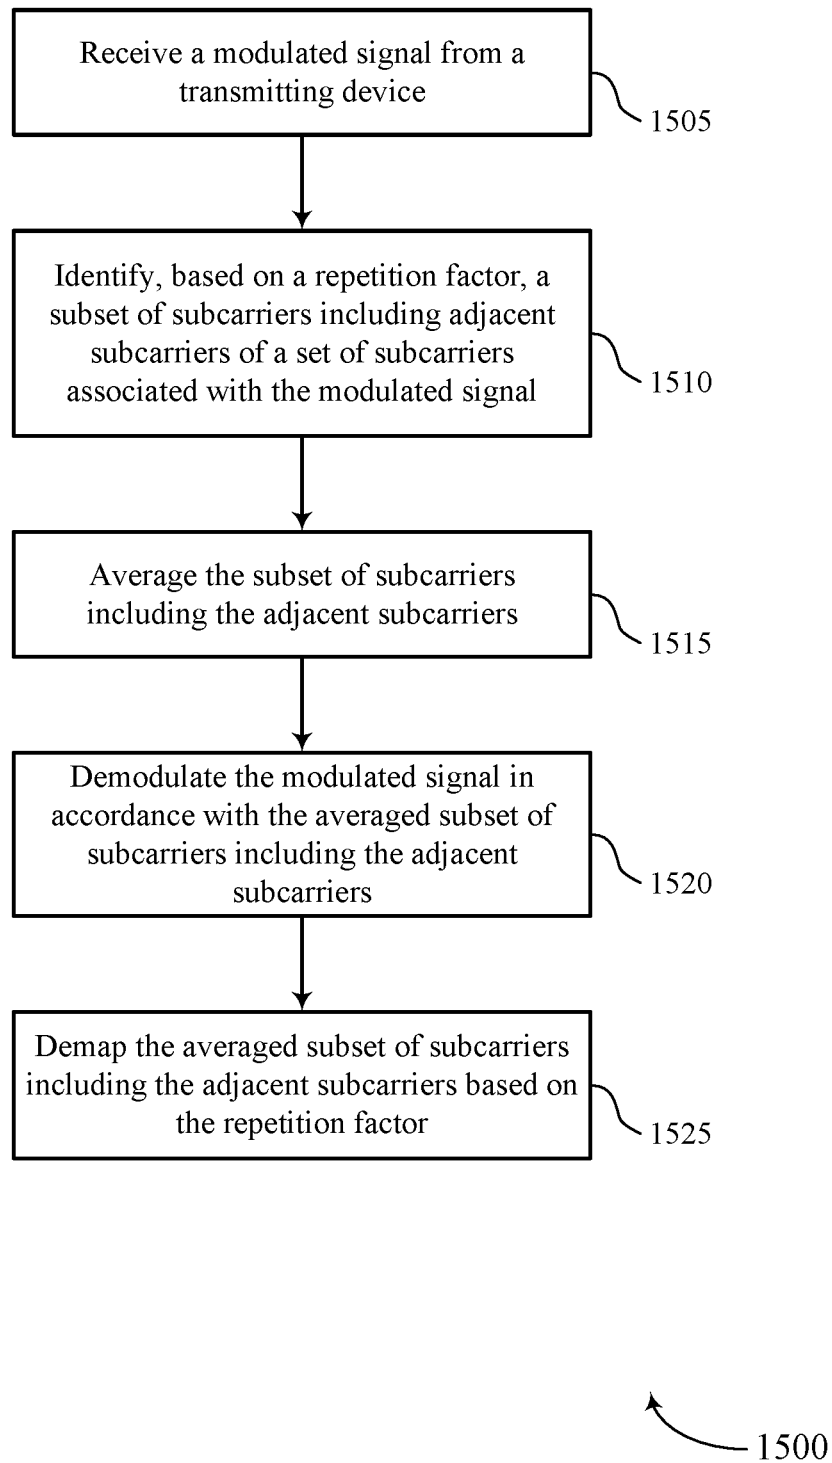 Receive a modulated signal from a
transmitting device
1505
Identify, based on a repetition factor, a
subset of subcarriers including adjacent
subcarriers of a set of subcarriers
associated with the modulated signal
1510
Average the subset of subcarriers
including the adjacent subcarriers
1515
Demodulate the modulated signal in
accordance with the averaged subset of
subcarriers including the adjacent
subcarriers
1520
Demap the averaged subset of subcarriers
including the adjacent subcarriers based on
the repetition factor
1525
1500